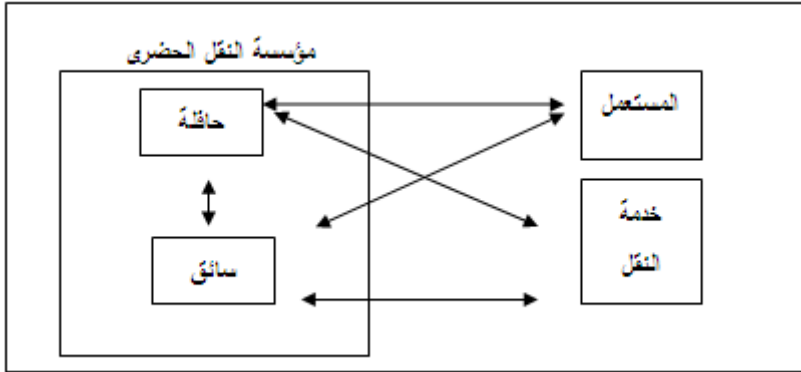 مؤسسة النقل الحضرى
حافلة
المستعمل
خدمة
النقل
سائق